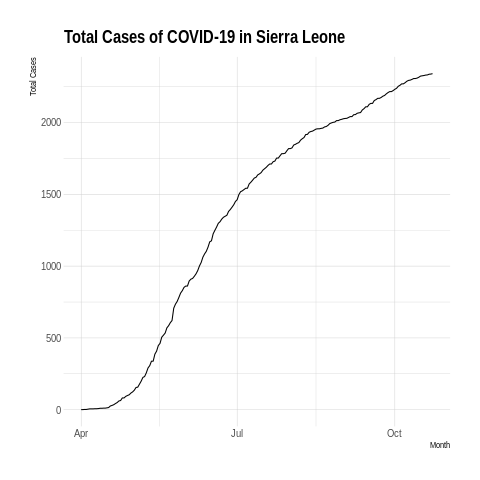 Total Cases of COVID-19 in Sierra Leone
Total Cases
2000
1500
1000
500
0
Apr
Jul
Oct
Month